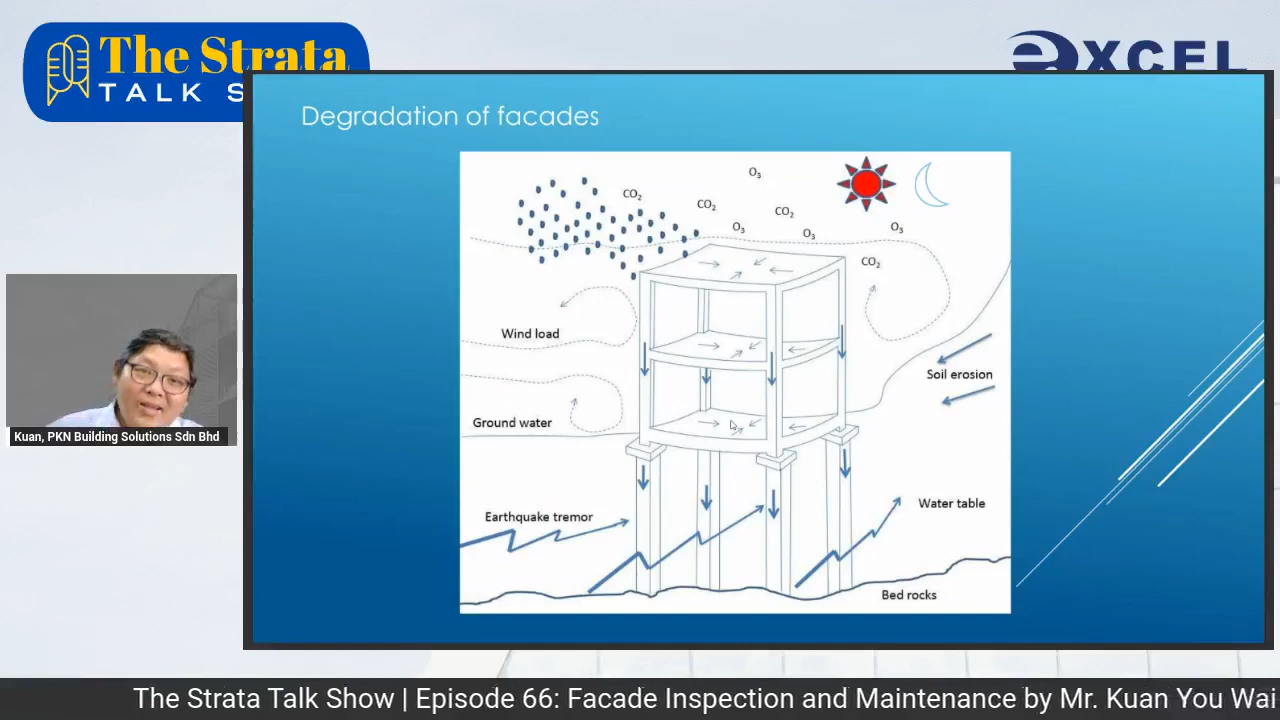 The Strata
TALK S
EXCEL
Degradation of facades
O3
CO2
CO2
CO2
O3
O3
O3
CO2
Wind load
Soil erosion
Ground water
Water table
Earthquake tremor
Bed rocks
Kuan, PKN Building Solutions Sdn Bhd
The Strata Talk Show | Episode 66: Facade Inspection and Maintenance by Mr. Kuan You Wai